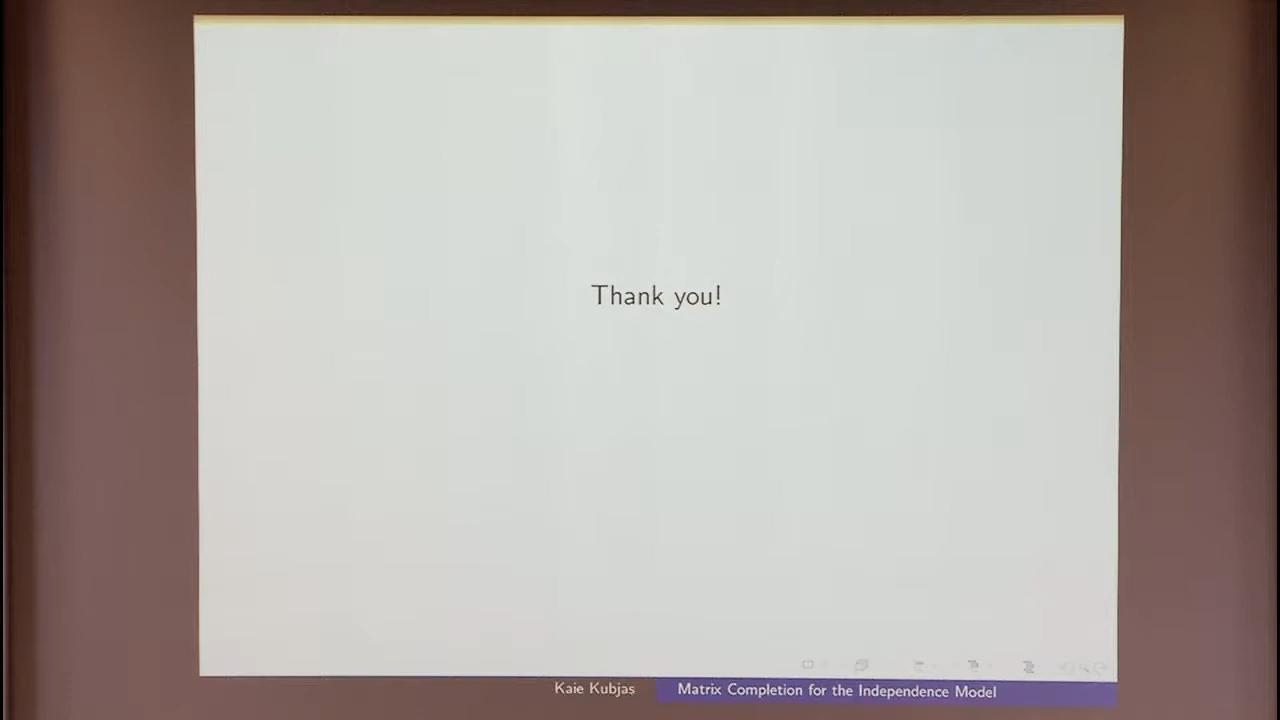 Thank you!
Kaie Kubjas
Matrix Completion for the Independence Model